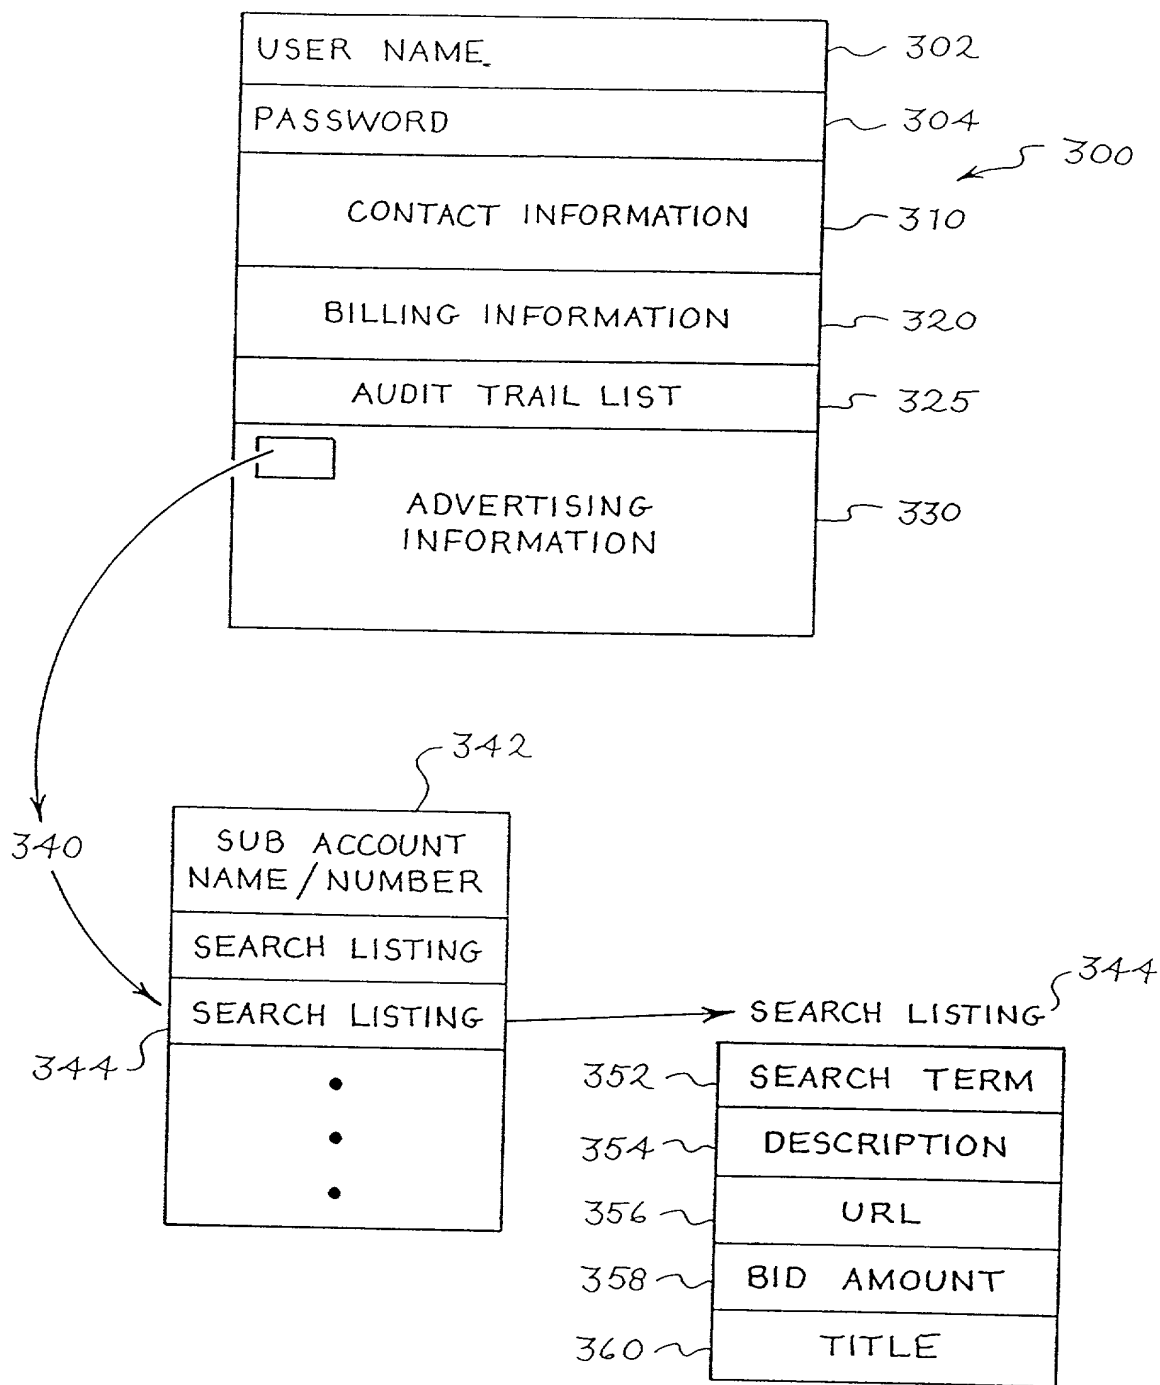 USER NAME 302
PASSWORD 304
300
CONTACT INFORMATION 310
BILLING INFORMATION 320
AUDIT TRAIL LIST 325
ADVERTISING
INFORMATION
330
342
340
SUB ACCOUNT
NAME/NUMBER
SEARCH LISTING
SEARCH LISTING
344
SEARCH LISTING 344
352 SEARCH TERM
354 DESCRIPTION
356 URL
358 BID AMOUNT
360 TITLE